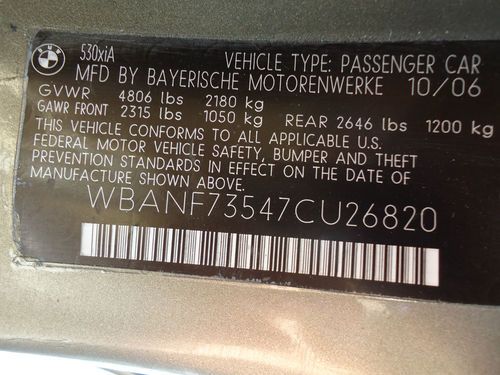 BMW 530xiA VEHICLE TYPE: PASSENGER CAR
MFD BY BAYERISCHE MOTORENWERKE 10/06
GVWR 4806 lbs 2180 kg
GAWR FRONT 2315 lbs 1050 kg REAR 2646 lbs 1200 kg
THIS VEHICLE CONFORMS TO ALL APPLICABLE U.S.
FEDERAL MOTOR VEHICLE SAFETY, BUMPER AND THEFT
PREVENTION STANDARDS IN EFFECT ON THE DATE OF
MANUFACTURE SHOWN ABOVE.
WBANF73547CU26820